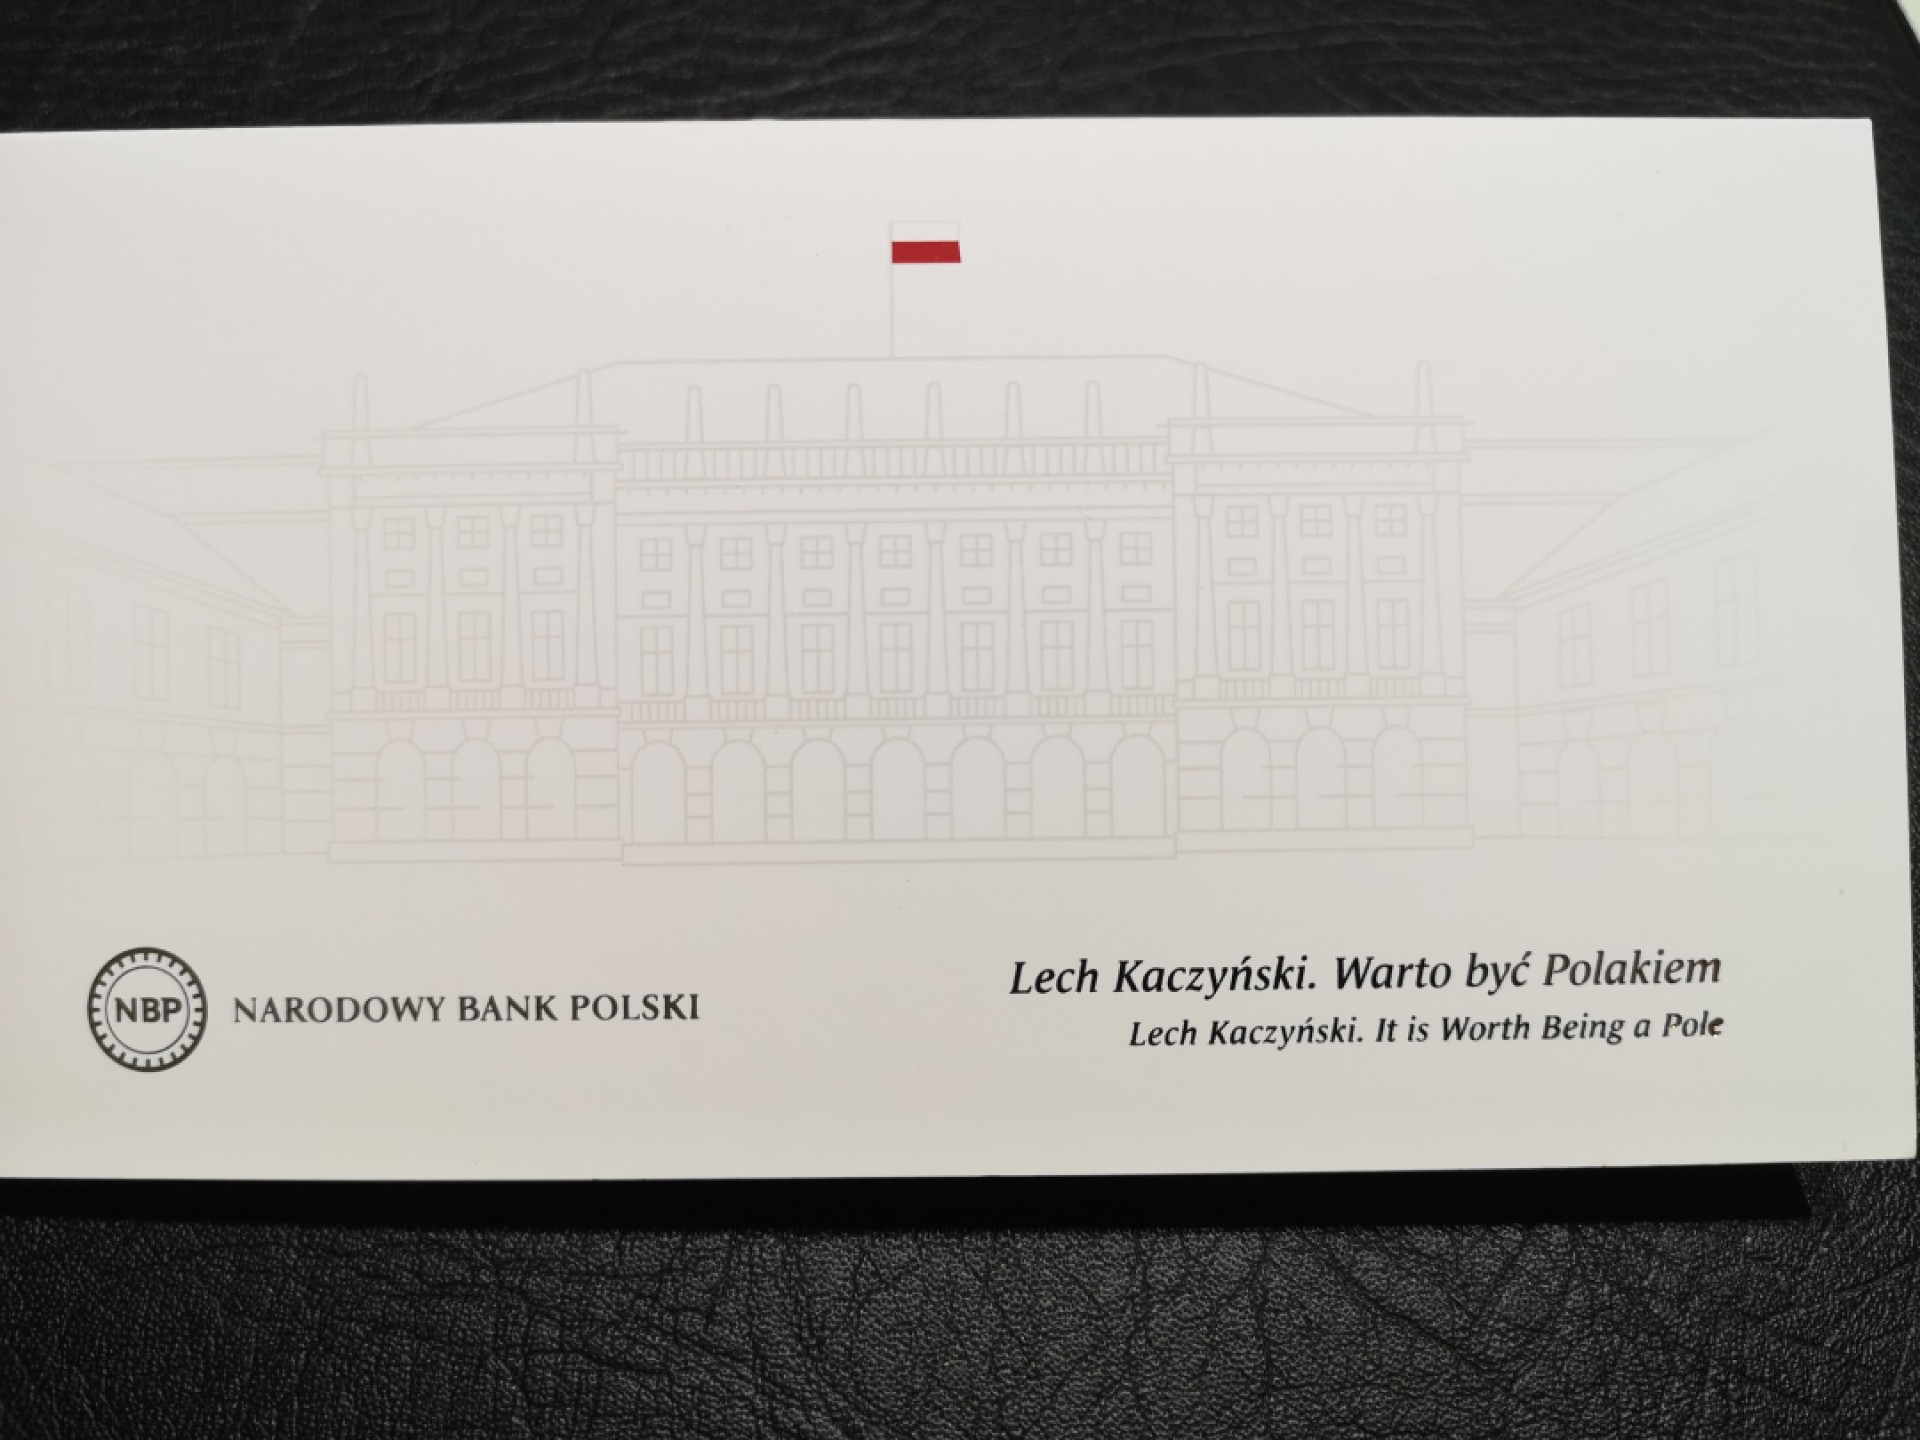 NBP NARODOWY BANK POLSKI
Lech Kaczyński. Warto być Polakiem
Lech Kaczyński. It is Worth Being a Pole